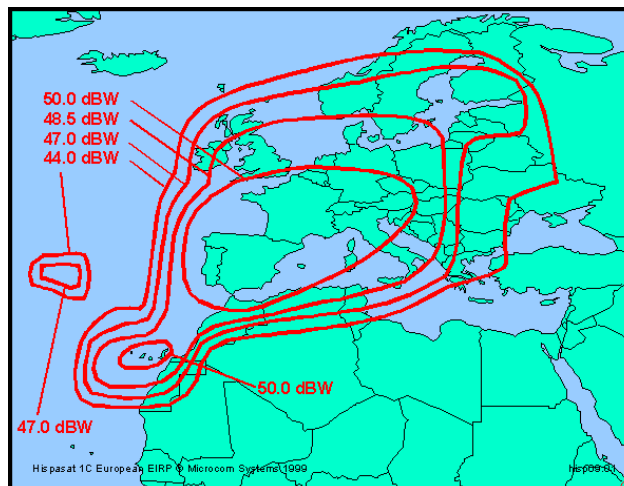 50.0 dBW
48.5 dBW
47.0 dBW
44.0 dBW
50.0 dBW
47.0 dBW
Hispasat 1C European EIRP © Microcom Systems 1999
hisp09.01